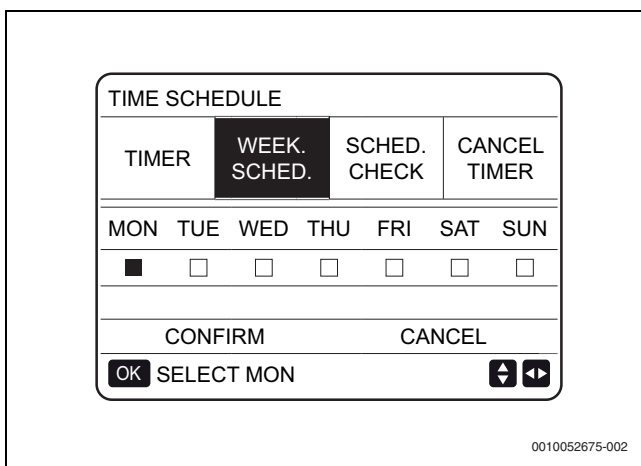 TIME SCHEDULE
TIMER WEEK. SCHED. SCHED. CHECK CANCEL TIMER
MON TUE WED THU FRI SAT SUN
CONFIRM CANCEL
OK SELECT MON
0010052675-002